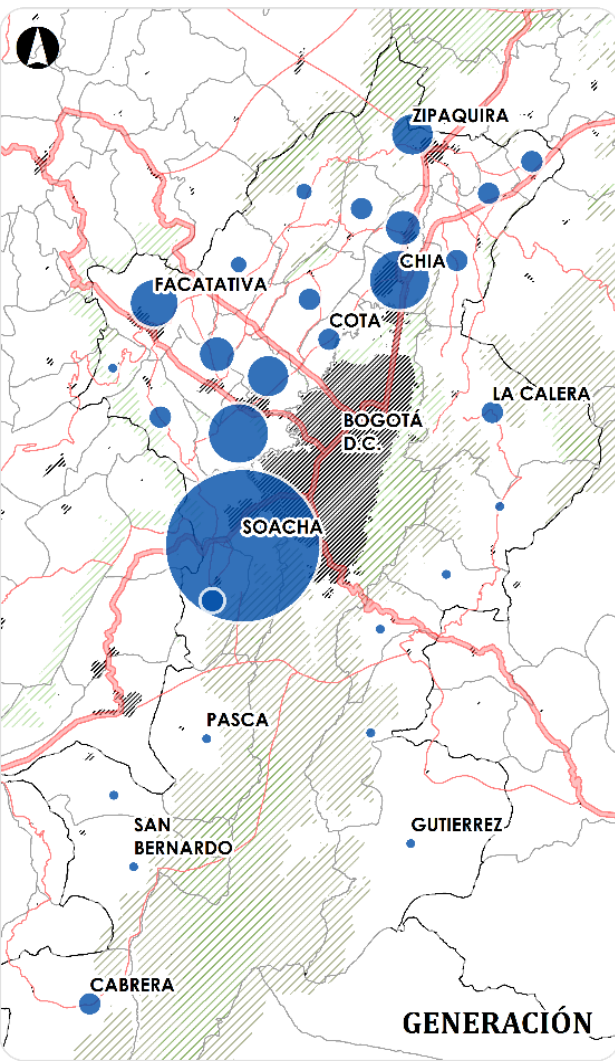 ZIPAQUIRA
CHIA
FACATATIVA
COTA
LA CALERA
BOGOTÁ
D.C.
SOACHA
PASCA
SAN
BERNARDO
GUTIERREZ
CABRERA
GENERACIÓN